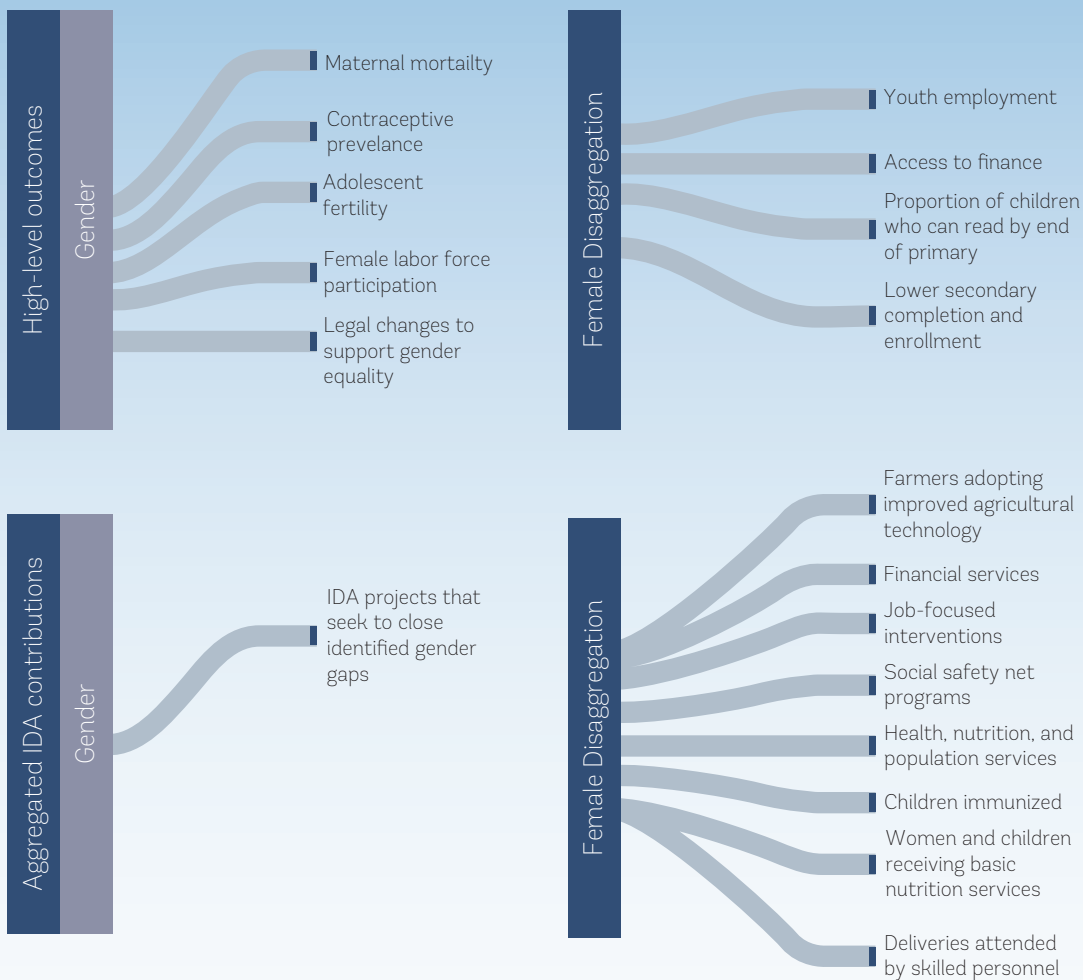 High-level outcomes
Gender
Maternal mortailty
Contraceptive
prevelance
Adolescent
fertility
Female labor force
participation
Legal changes to
support gender
equality
Female Disaggregation
Youth employment
Access to finance
Proportion of children
who can read by end
of primary
Lower secondary
completion and
enrollment
Aggregated IDA contributions
Gender
IDA projects that
seek to close
identified gender
gaps
Female Disaggregation
Farmers adopting
improved agricultural
technology
Financial services
Job-focused
interventions
Social safety net
programs
Health, nutrition, and
population services
Children immunized
Women and children
receiving basic
nutrition services
Deliveries attended
by skilled personnel